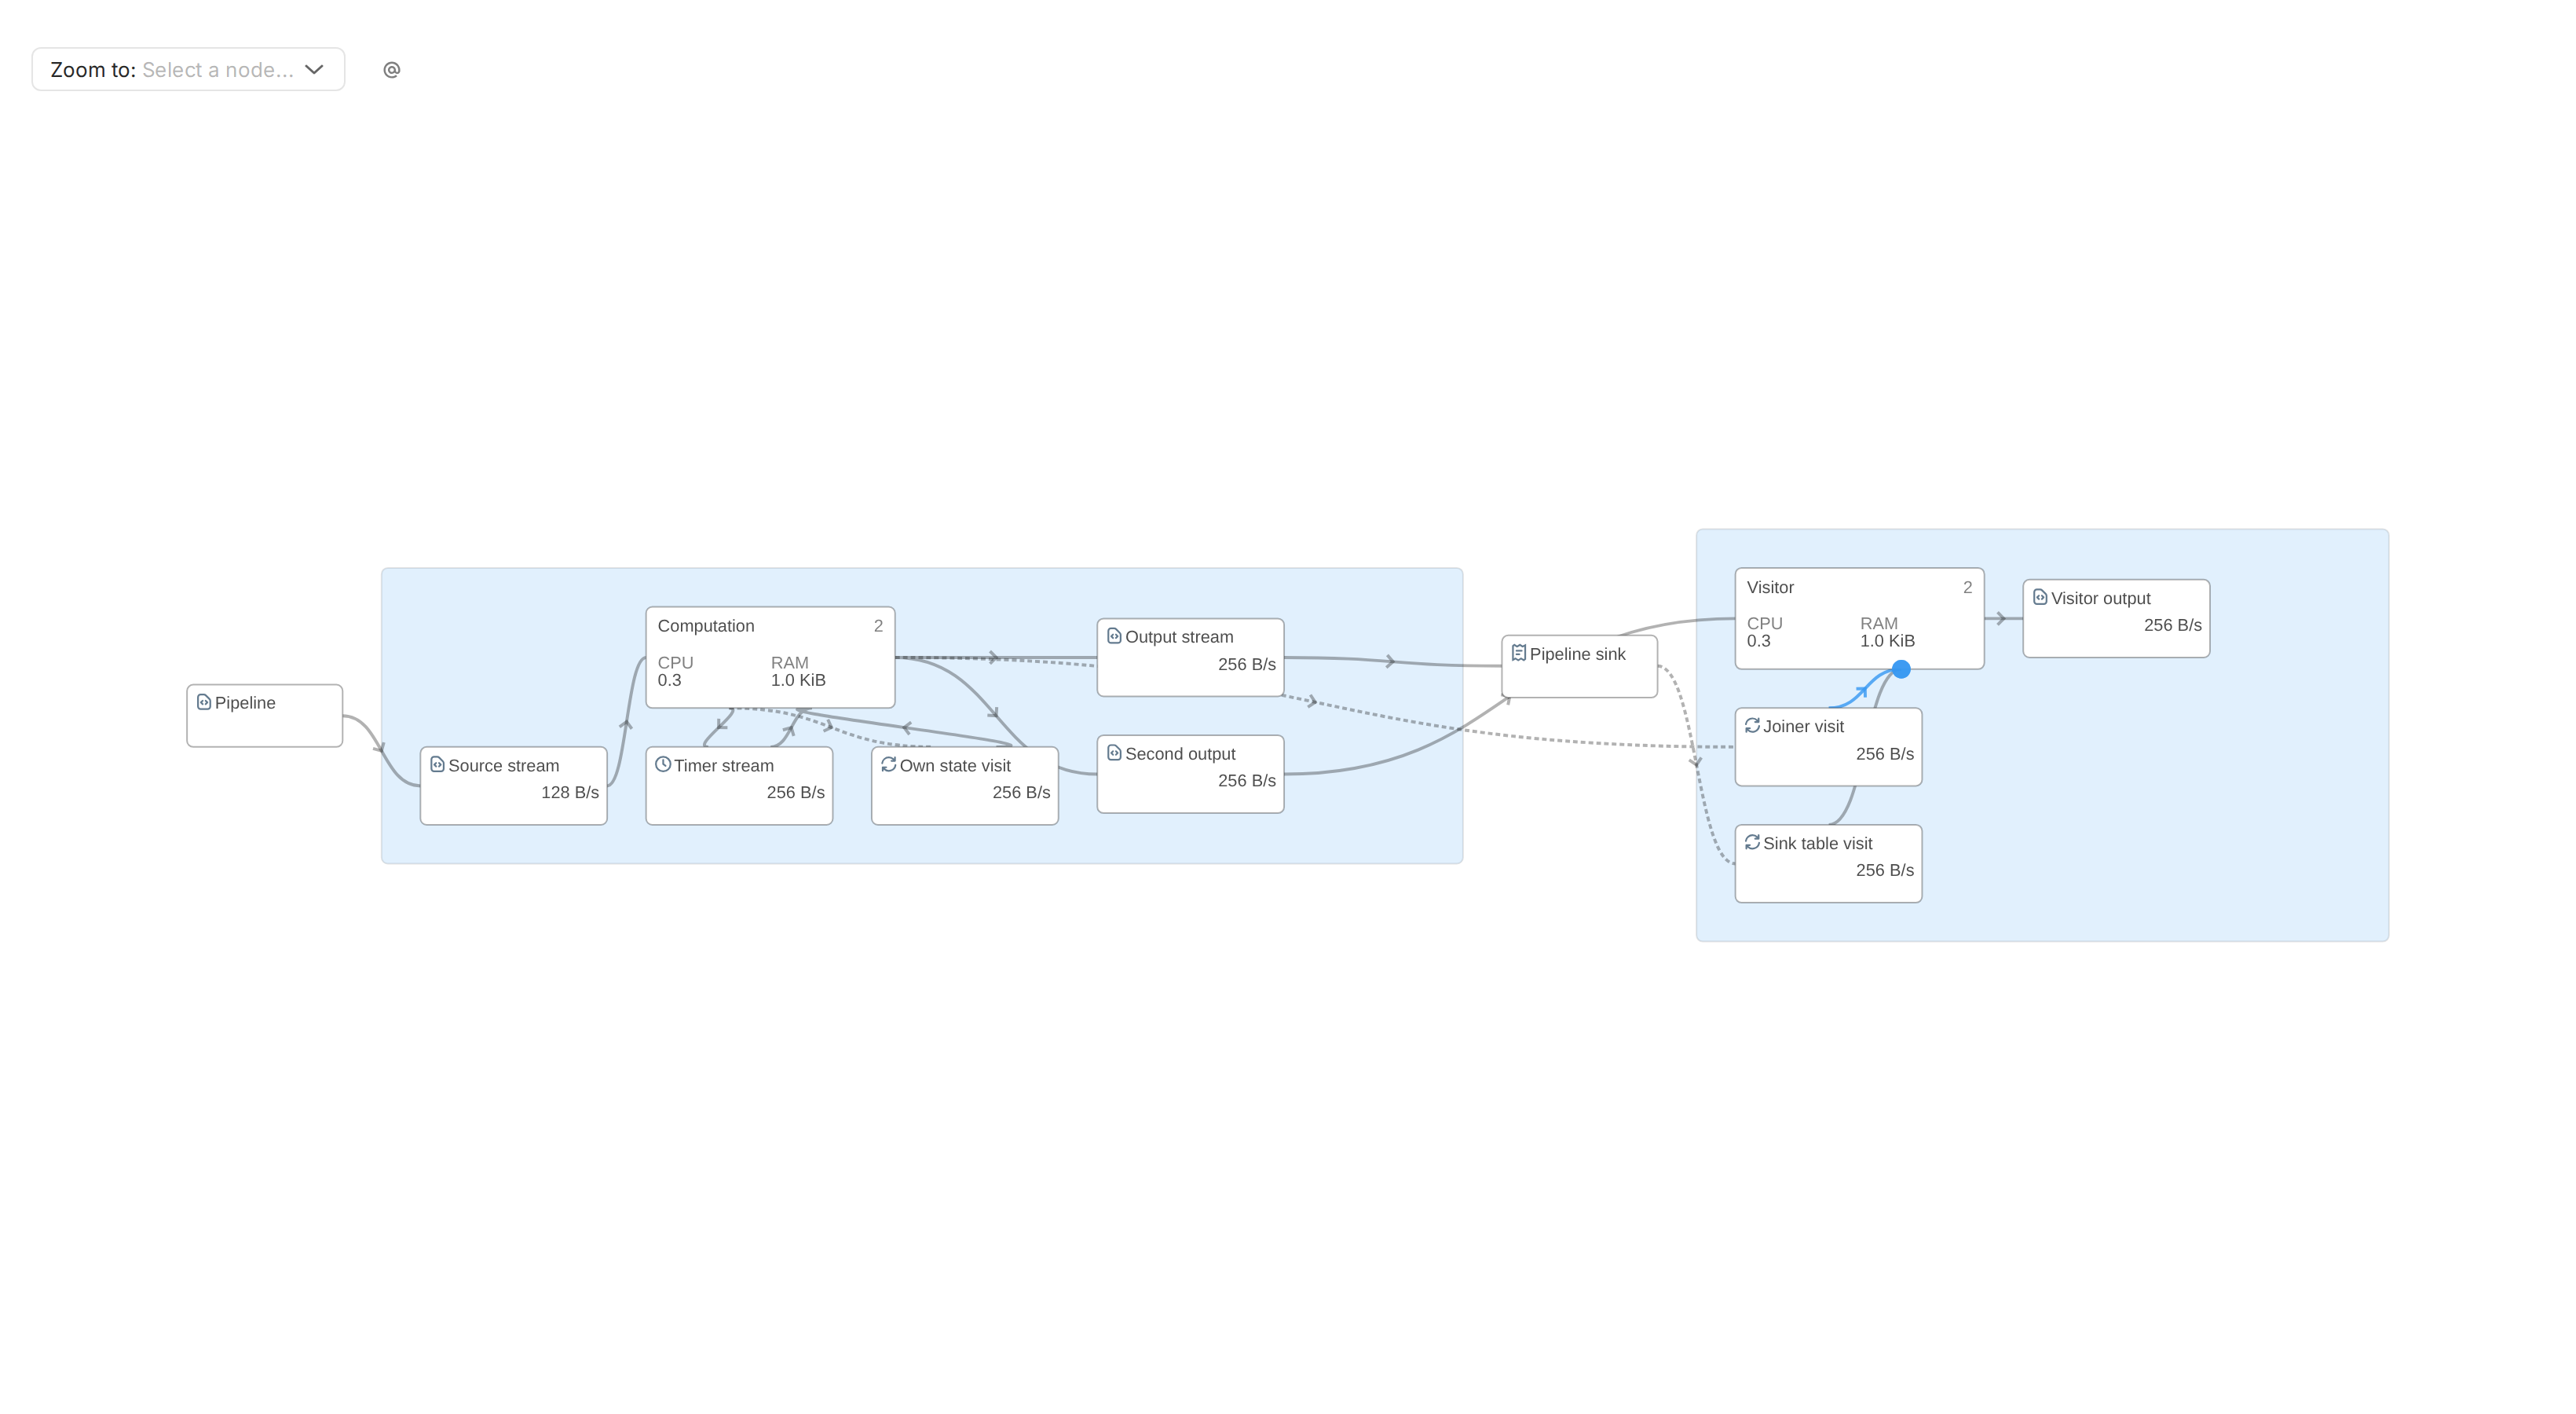 Zoom to: Select a node...
@
Pipeline
Source stream
128 B/s
Computation 2
CPU RAM
0.3 1.0 KiB
Timer stream
256 B/s
Own state visit
256 B/s
Output stream
256 B/s
Second output
256 B/s
Pipeline sink
Visitor 2
CPU RAM
0.3 1.0 KiB
Joiner visit
256 B/s
Sink table visit
256 B/s
Visitor output
256 B/s